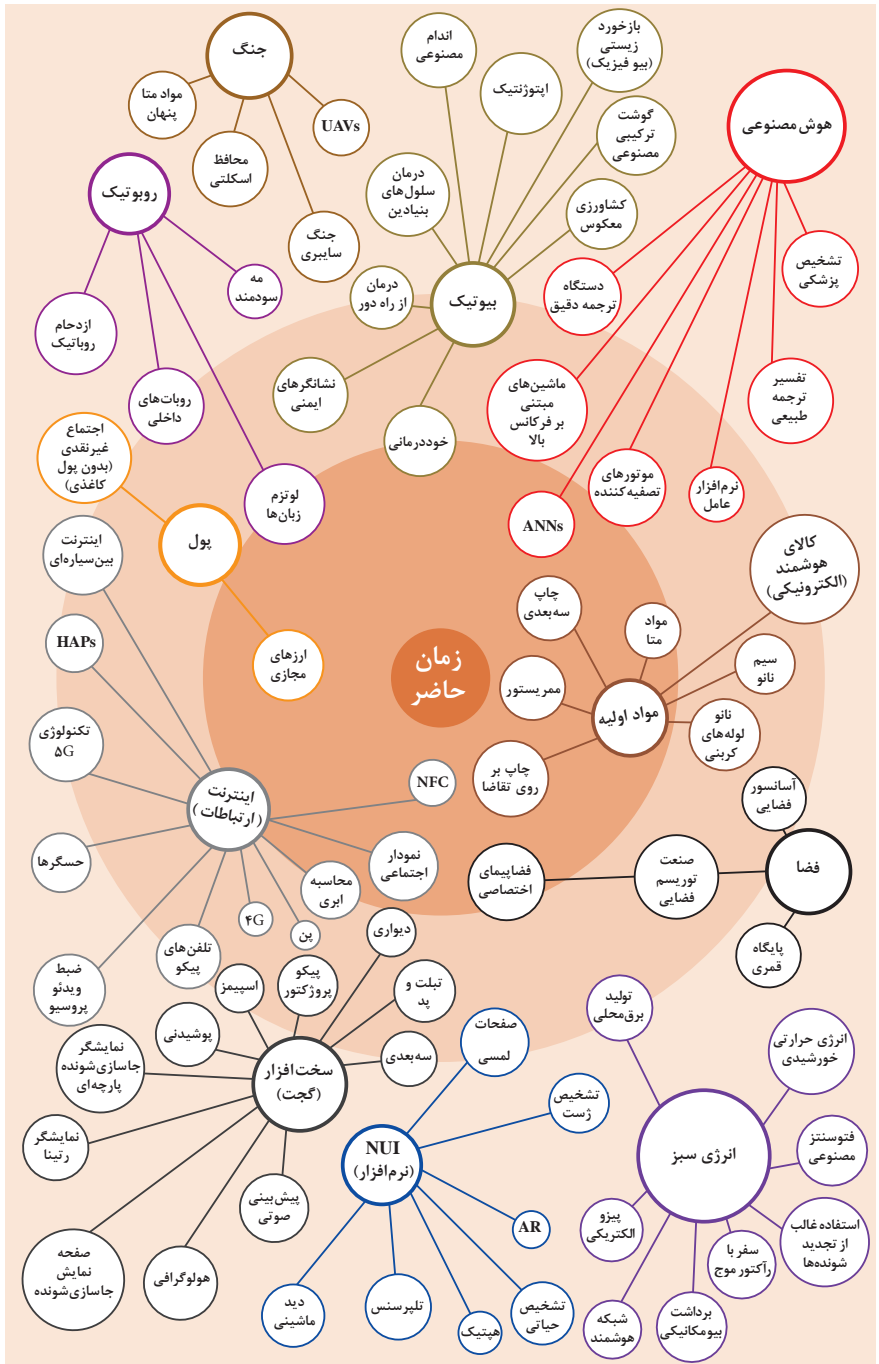 جنگ
مواد متا
پنهان
محافظ
اسکلتی
UAVs
جنگ
سایبری
روبوتیک
مه
سودمند
ازدحام
روباتیک
روبات‌های
داخلی
لوتزم
زبان‌ها
بیوتیک
اندام
مصنوعی
اپتوژنتیک
بازخورد
زیستی
(بیو فیزیک)
گوشت
ترکیبی
مصنوعی
کشاورزی
معکوس
درمان
سلول‌های
بنیادین
درمان
از راه دور
نشانگرهای
ایمنی
خوددرمانی
هوش مصنوعی
تشخیص
پزشکی
تفسیر
ترجمه
طبیعی
نرم‌افزار
عامل
موتورهای
تصفیه‌کننده
ANNs
ماشین‌های
مبتنی
بر فرکانس
بالا
دستگاه
ترجمه دقیق
اجتماع
غیرنقدی
(بدون پول
کاغذی)
پول
ارزهای
مجازی
زمان
حاضر
مواد اولیه
کالای
هوشمند
(الکترونیکی)
چاپ
سه‌بعدی
مواد
متا
سیم
نانو
نانو
لوله‌های
کربنی
ممریستور
چاپ بر
روی تقاضا
اینترنت
(ارتباطات)
اینترنت
بین‌سیاره‌ای
HAPs
تکنولوژی
۵G
حسگرها
ضبط
ویدئو
پروسیو
تلفن‌های
پیکو
۴G
پن
محاسبه
ابری
نمودار
اجتماعی
NFC
فضا
آسانسور
فضایی
صنعت
توریسم
فضایی
فضاپیمای
اختصاصی
پایگاه
قمری
سخت‌افزار
(گجت)
دیواری
پیکو
پروژکتور
اسپیمز
پوشیدنی
تبلت و
پد
سه‌بعدی
نمایشگر
جاسازی‌شونده
پارچه‌ای
نمایشگر
رتینا
صفحه
نمایش
جاسازی‌شونده
هولوگرافی
پیش‌بینی
صوتی
NUI
(نرم‌افزار)
صفحات
لمسی
تشخیص
ژست
AR
تشخیص
حیاتی
هپتیک
تلپرسنس
دید
ماشینی
انرژی سبز
تولید
برق‌محلی
انرژی حرارتی
خورشیدی
فتوسنتز
مصنوعی
استفاده غالب
از تجدید
شونده‌ها
سفر با
رآکتور موج
برداشت
بیومکانیکی
شبکه
هوشمند
پیزو
الکتریکی